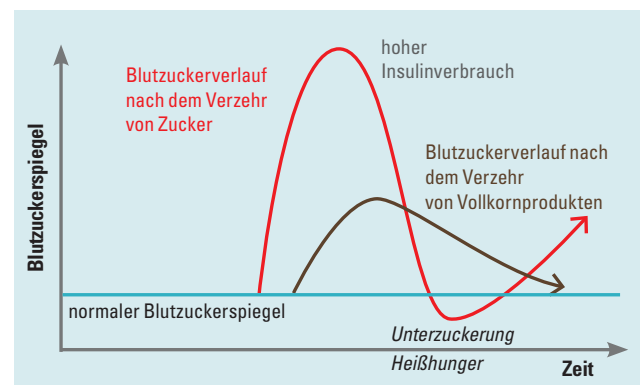 Blutzuckerspiegel
Blutzuckerverlauf
nach dem Verzehr
von Zucker
hoher
Insulinverbrauch
Blutzuckerverlauf nach
dem Verzehr
von Vollkornprodukten
normaler Blutzuckerspiegel
Unterzuckerung
Heißhunger
Zeit